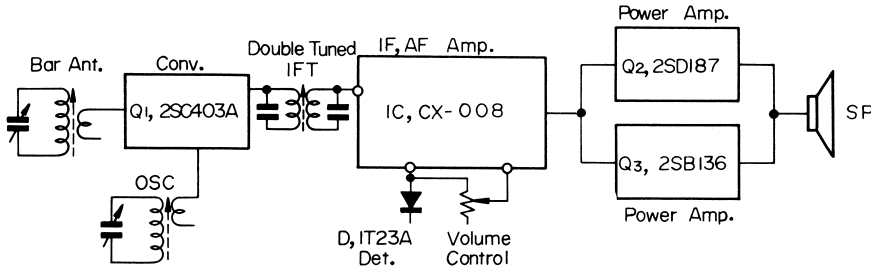 Bar Ant.
Conv.
Q1, 2SC403A
OSC
Double Tuned
IFT
IF, AF Amp.
IC, CX-008
D, 1T23A
Det.
Volume
Control
Power Amp.
Q2, 2SD187
Q3, 2SB136
Power Amp.
SP